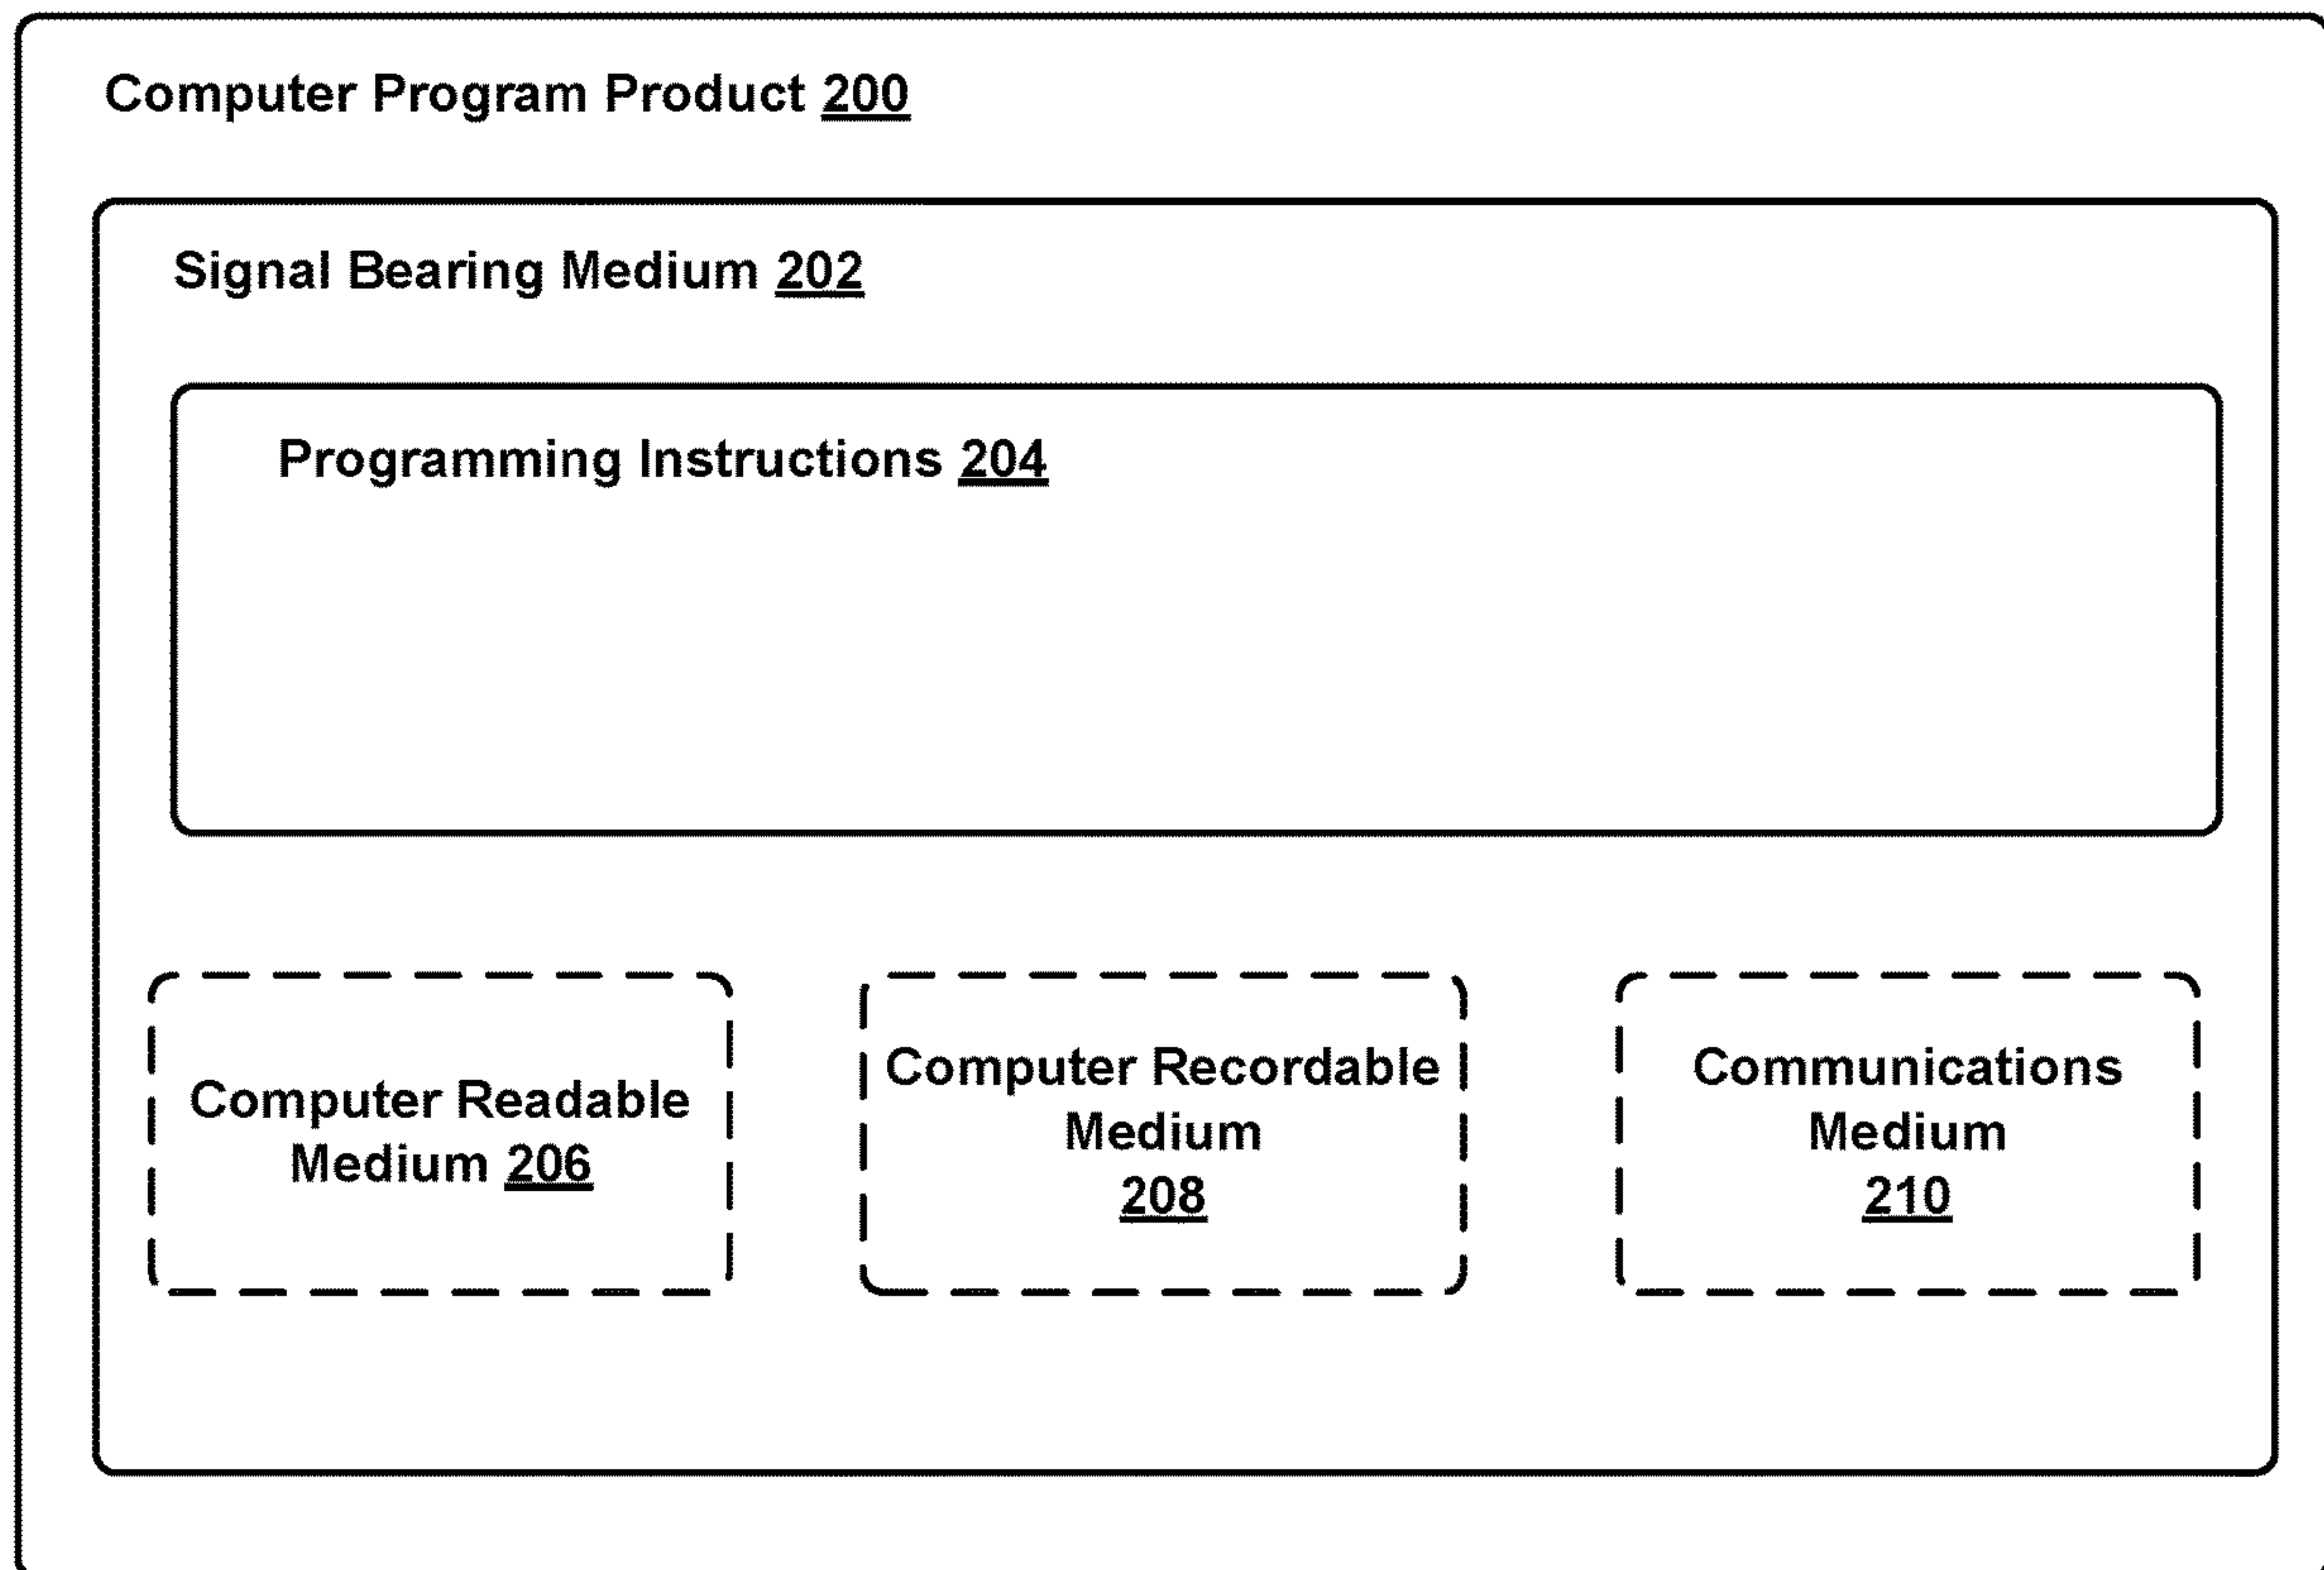 Computer Program Product 200
Signal Bearing Medium 202
Programming Instructions 204
Computer Readable
Medium 206
Computer Recordable
Medium
208
Communications
Medium
210